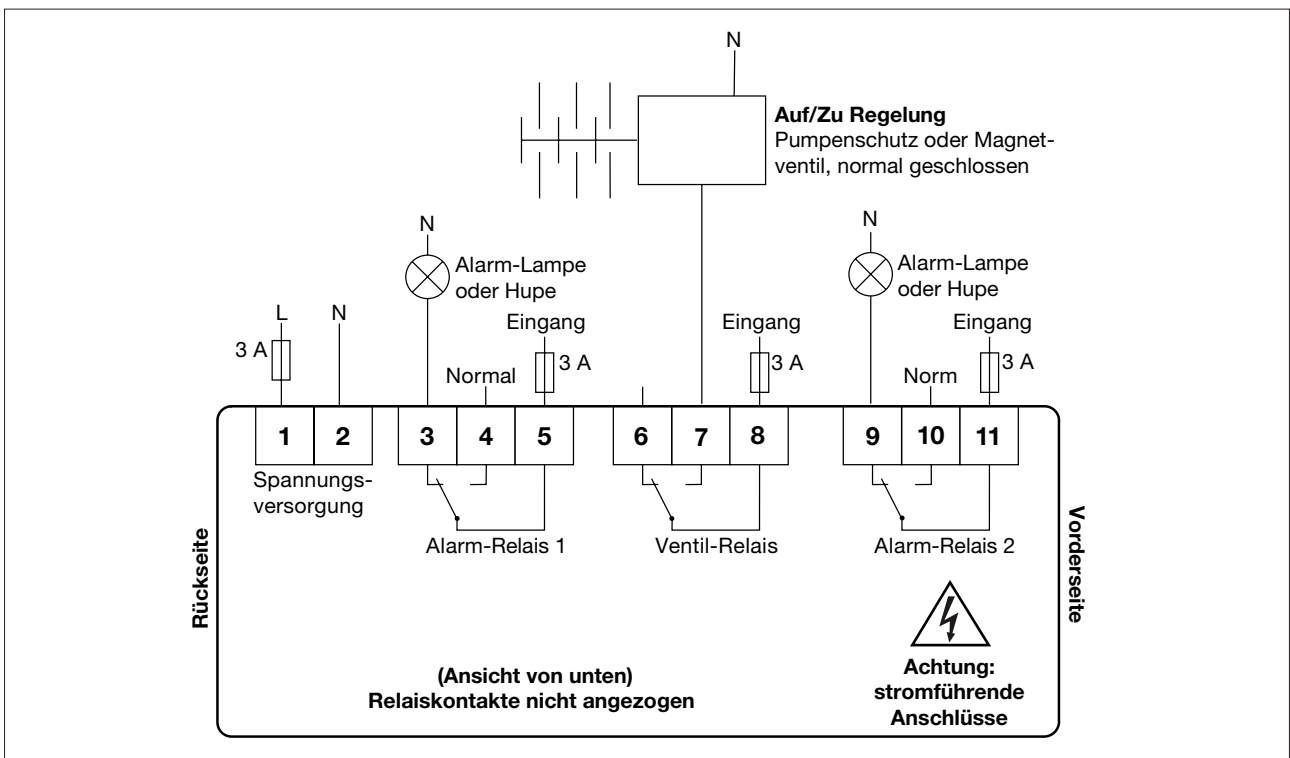 N
Auf/Zu Regelung
Pumpenschutz oder Magnet-
ventil, normal geschlossen
N
Alarm-Lampe
oder Hupe
N
Alarm-Lampe
oder Hupe
L
N
Eingang
Eingang
Eingang
3 A
3 A
3 A
3 A
Normal
Norm
1 2 3 4 5 6 7 8 9 10 11
Spannungs-
versorgung
Alarm-Relais 1
Ventil-Relais
Alarm-Relais 2
Rückseite
Vorderseite
(Ansicht von unten)
Relaiskontakte nicht angezogen
Achtung:
stromführende
Anschlüsse